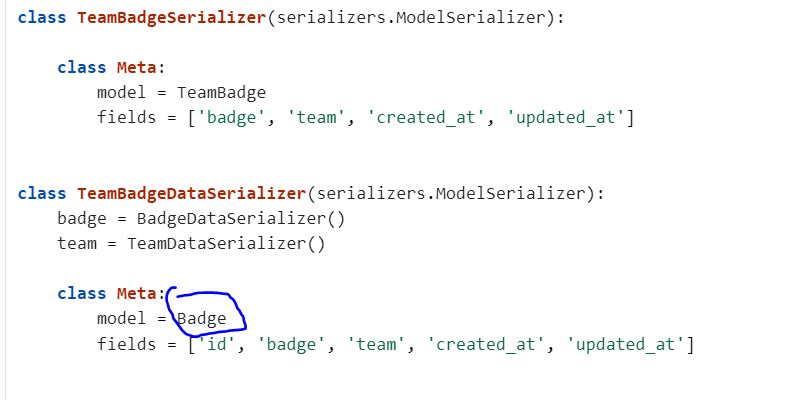 class TeamBadgeSerializer(serializers.ModelSerializer):
class Meta:
model = TeamBadge
fields = ['badge', 'team', 'created_at', 'updated_at']
class TeamBadgeDataSerializer(serializers.ModelSerializer):
badge = BadgeDataSerializer()
team = TeamDataSerializer()
class Meta:
model = Badge
fields = ['id', 'badge', 'team', 'created_at', 'updated_at']